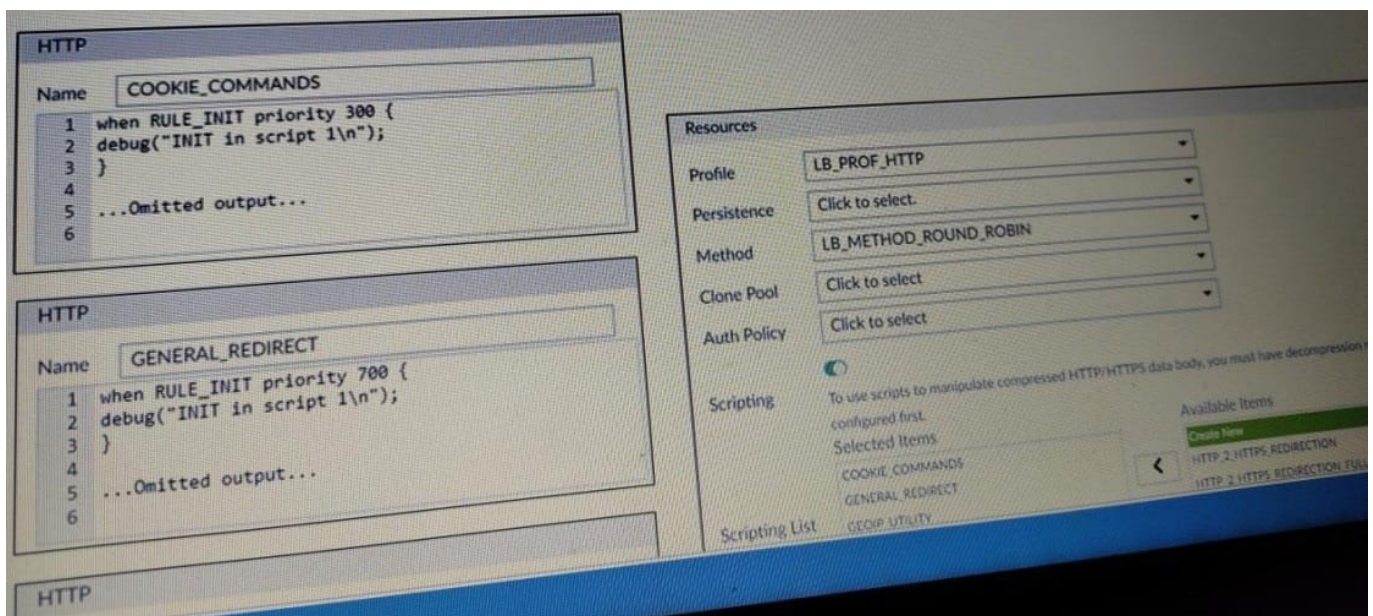 HTTP
Name COOKIE_COMMANDS
1 when RULE_INIT priority 300 {
2 debug("INIT in script 1\n");
3 }
4
5 ...Omitted output...
6
HTTP
Name GENERAL_REDIRECT
1 when RULE_INIT priority 700 {
2 debug("INIT in script 1\n");
3 }
4
5 ...Omitted output...
6
HTTP
Resources
Profile LB_PROF_HTTP
Persistence Click to select.
Method LB_METHOD_ROUND_ROBIN
Clone Pool Click to select
Auth Policy Click to select
Scripting
To use scripts to manipulate compressed HTTP/HTTPS data body, you must have decompression
configured first.
Selected Items
COOKIE_COMMANDS
GENERAL_REDIRECT
Scripting List GEOIP_UTILITY
Available Items
Create New
HTTP_2_HTTPS_REDIRECTION
HTTP_2_HTTPS_REDIRECTION_FULL